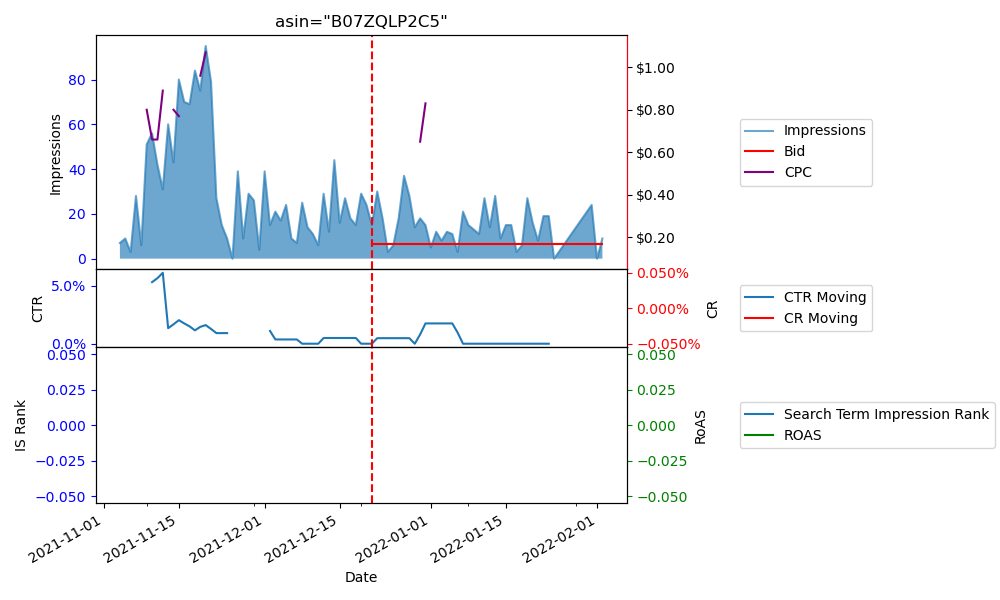 asin="B07ZQLP2C5"
Impressions
80
60
40
20
0
$1.00
$0.80
$0.60
$0.40
$0.20
Impressions
Bid
CPC
CTR
5.0%
0.0%
0.050%
0.000%
−0.050%
CR
CTR Moving
CR Moving
IS Rank
0.050
0.025
0.000
−0.025
−0.050
0.050
0.025
0.000
−0.025
−0.050
RoAS
Search Term Impression Rank
ROAS
2021-11-01
2021-11-15
2021-12-01
2021-12-15
2022-01-01
2022-01-15
2022-02-01
Date